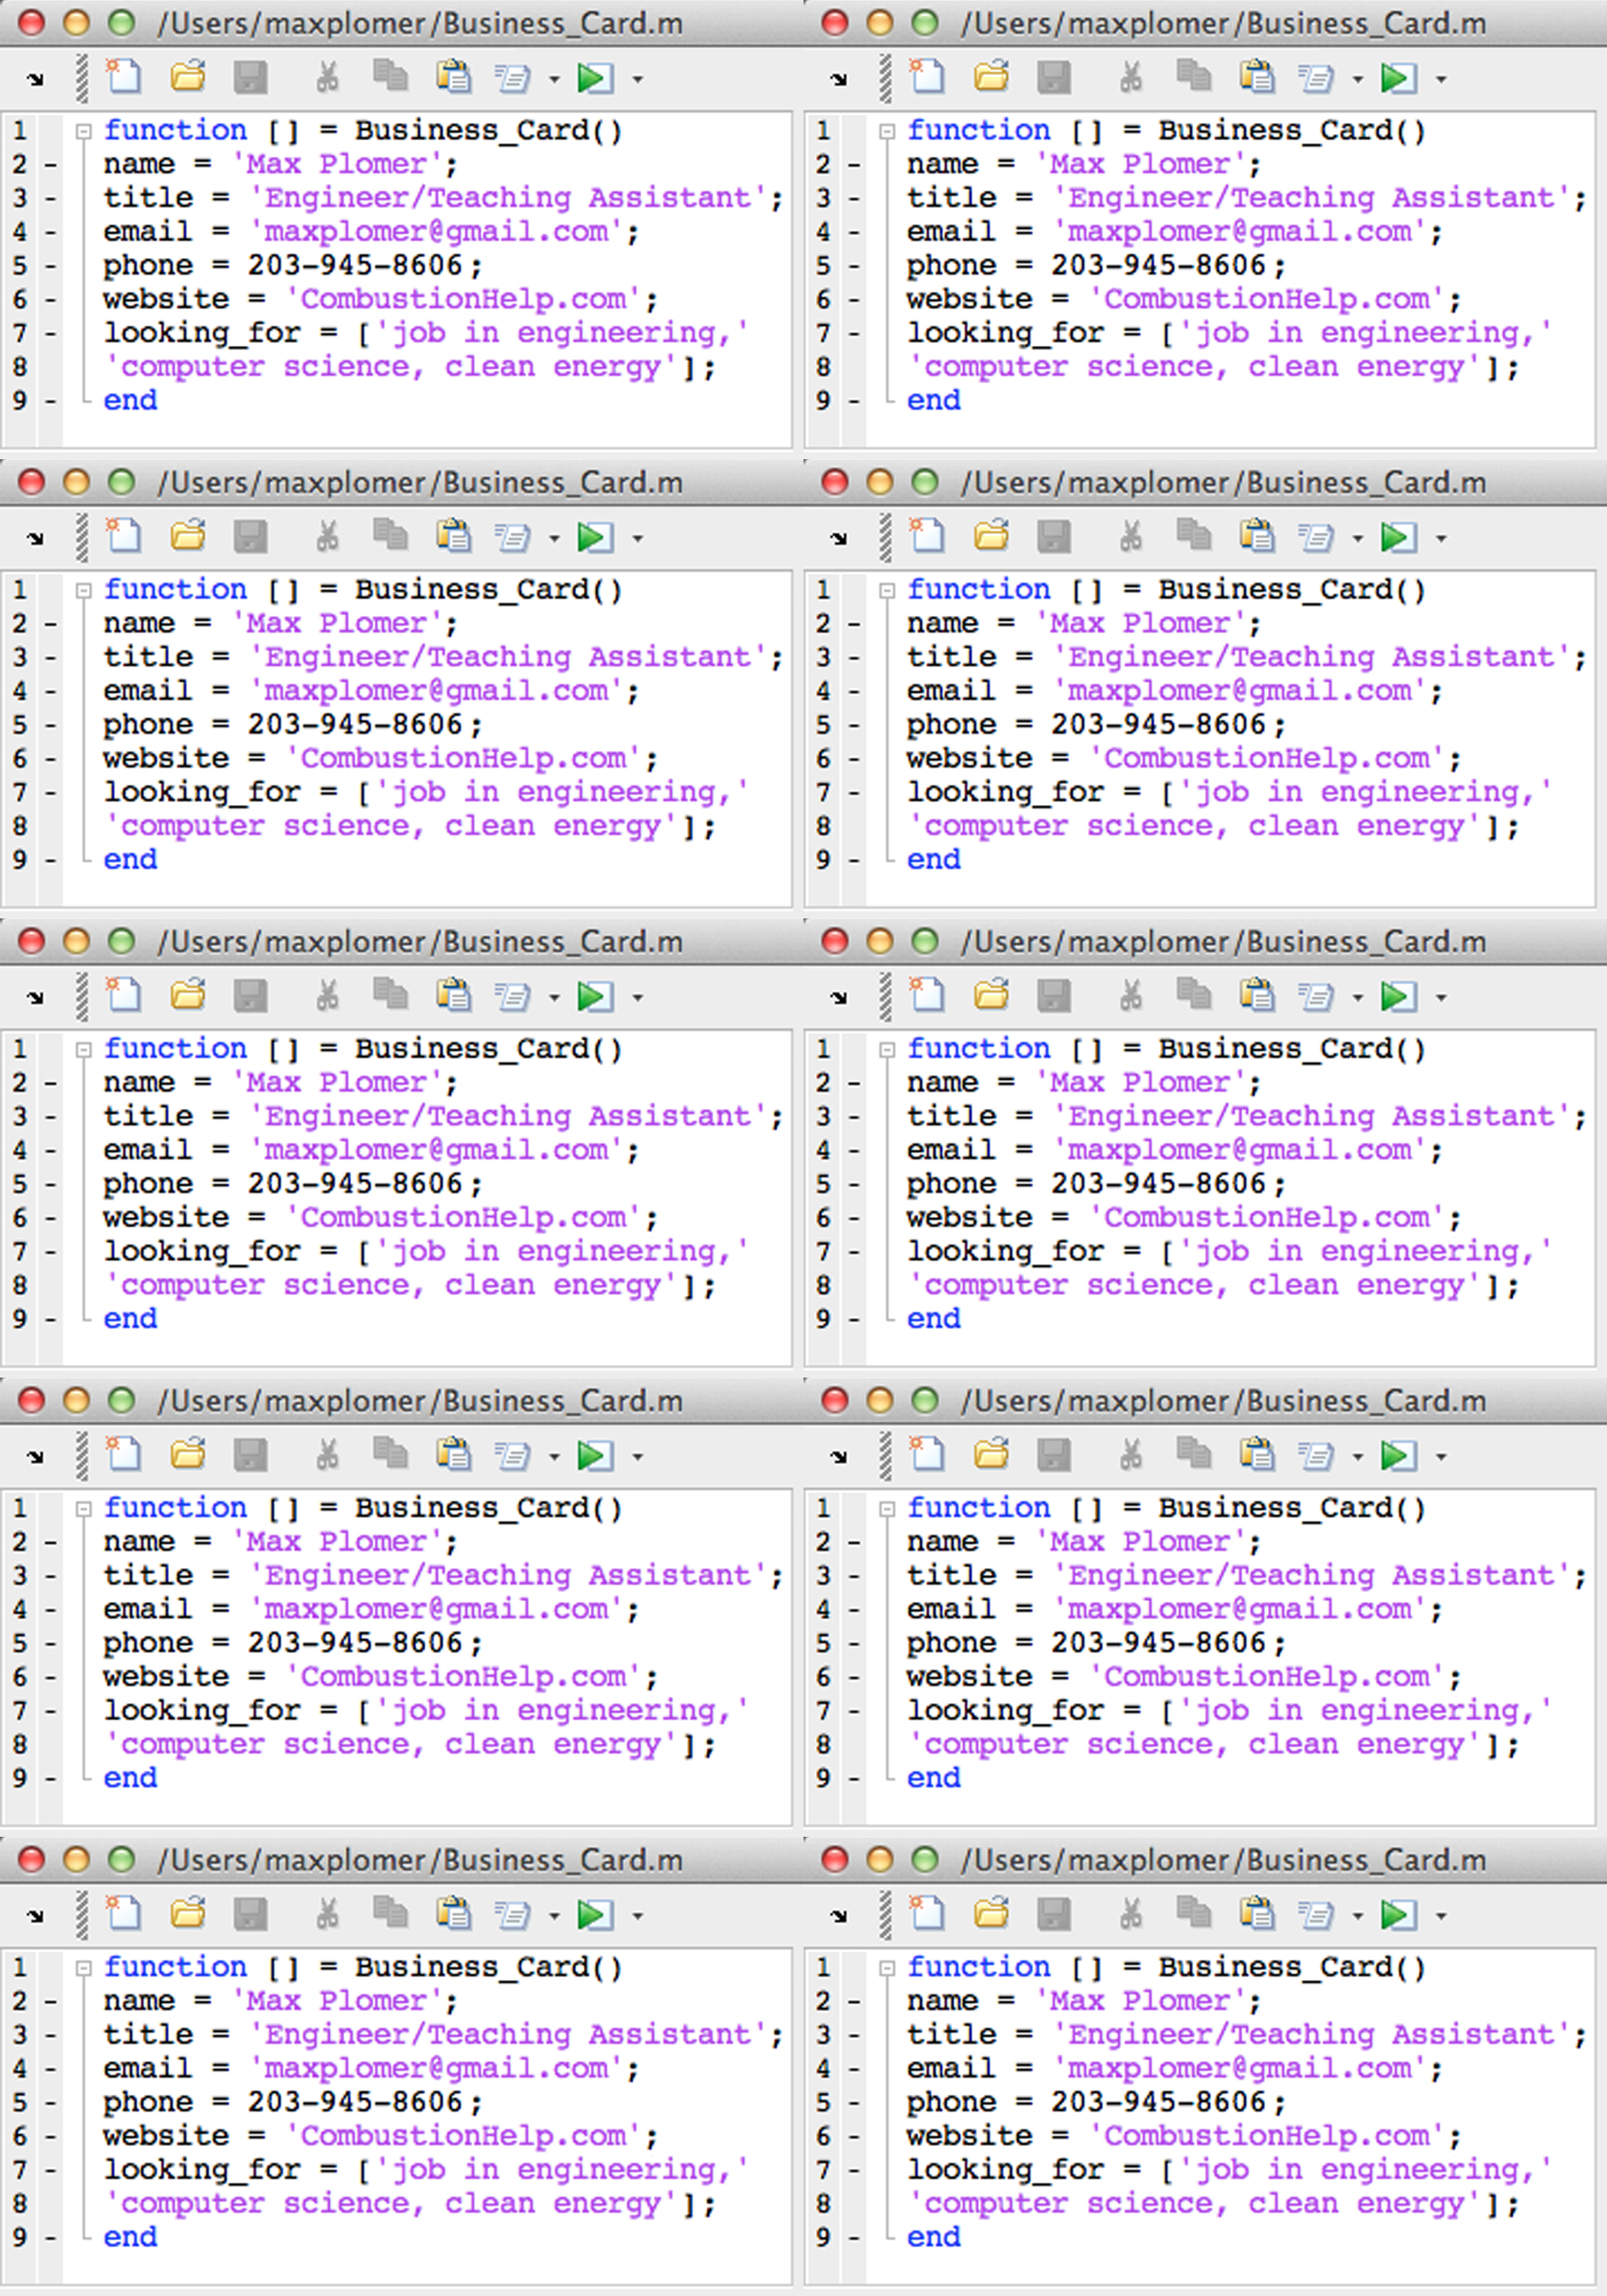 /Users/maxplomer/Business_Card.m
1 function [] = Business_Card()
2 - name = 'Max Plomer';
3 - title = 'Engineer/Teaching Assistant';
4 - email = 'maxplomer@gmail.com';
5 - phone = 203-945-8606;
6 - website = 'CombustionHelp.com';
7 - looking_for = ['job in engineering,'
8 'computer science, clean energy'];
9 - end
/Users/maxplomer/Business_Card.m
1 function [] = Business_Card()
2 - name = 'Max Plomer';
3 - title = 'Engineer/Teaching Assistant';
4 - email = 'maxplomer@gmail.com';
5 - phone = 203-945-8606;
6 - website = 'CombustionHelp.com';
7 - looking_for = ['job in engineering,'
8 'computer science, clean energy'];
9 - end
/Users/maxplomer/Business_Card.m
1 function [] = Business_Card()
2 - name = 'Max Plomer';
3 - title = 'Engineer/Teaching Assistant';
4 - email = 'maxplomer@gmail.com';
5 - phone = 203-945-8606;
6 - website = 'CombustionHelp.com';
7 - looking_for = ['job in engineering,'
8 'computer science, clean energy'];
9 - end
/Users/maxplomer/Business_Card.m
1 function [] = Business_Card()
2 - name = 'Max Plomer';
3 - title = 'Engineer/Teaching Assistant';
4 - email = 'maxplomer@gmail.com';
5 - phone = 203-945-8606;
6 - website = 'CombustionHelp.com';
7 - looking_for = ['job in engineering,'
8 'computer science, clean energy'];
9 - end
/Users/maxplomer/Business_Card.m
1 function [] = Business_Card()
2 - name = 'Max Plomer';
3 - title = 'Engineer/Teaching Assistant';
4 - email = 'maxplomer@gmail.com';
5 - phone = 203-945-8606;
6 - website = 'CombustionHelp.com';
7 - looking_for = ['job in engineering,'
8 'computer science, clean energy'];
9 - end
/Users/maxplomer/Business_Card.m
1 function [] = Business_Card()
2 - name = 'Max Plomer';
3 - title = 'Engineer/Teaching Assistant';
4 - email = 'maxplomer@gmail.com';
5 - phone = 203-945-8606;
6 - website = 'CombustionHelp.com';
7 - looking_for = ['job in engineering,'
8 'computer science, clean energy'];
9 - end
/Users/maxplomer/Business_Card.m
1 function [] = Business_Card()
2 - name = 'Max Plomer';
3 - title = 'Engineer/Teaching Assistant';
4 - email = 'maxplomer@gmail.com';
5 - phone = 203-945-8606;
6 - website = 'CombustionHelp.com';
7 - looking_for = ['job in engineering,'
8 'computer science, clean energy'];
9 - end
/Users/maxplomer/Business_Card.m
1 function [] = Business_Card()
2 - name = 'Max Plomer';
3 - title = 'Engineer/Teaching Assistant';
4 - email = 'maxplomer@gmail.com';
5 - phone = 203-945-8606;
6 - website = 'CombustionHelp.com';
7 - looking_for = ['job in engineering,'
8 'computer science, clean energy'];
9 - end
/Users/maxplomer/Business_Card.m
1 function [] = Business_Card()
2 - name = 'Max Plomer';
3 - title = 'Engineer/Teaching Assistant';
4 - email = 'maxplomer@gmail.com';
5 - phone = 203-945-8606;
6 - website = 'CombustionHelp.com';
7 - looking_for = ['job in engineering,'
8 'computer science, clean energy'];
9 - end
/Users/maxplomer/Business_Card.m
1 function [] = Business_Card()
2 - name = 'Max Plomer';
3 - title = 'Engineer/Teaching Assistant';
4 - email = 'maxplomer@gmail.com';
5 - phone = 203-945-8606;
6 - website = 'CombustionHelp.com';
7 - looking_for = ['job in engineering,'
8 'computer science, clean energy'];
9 - end